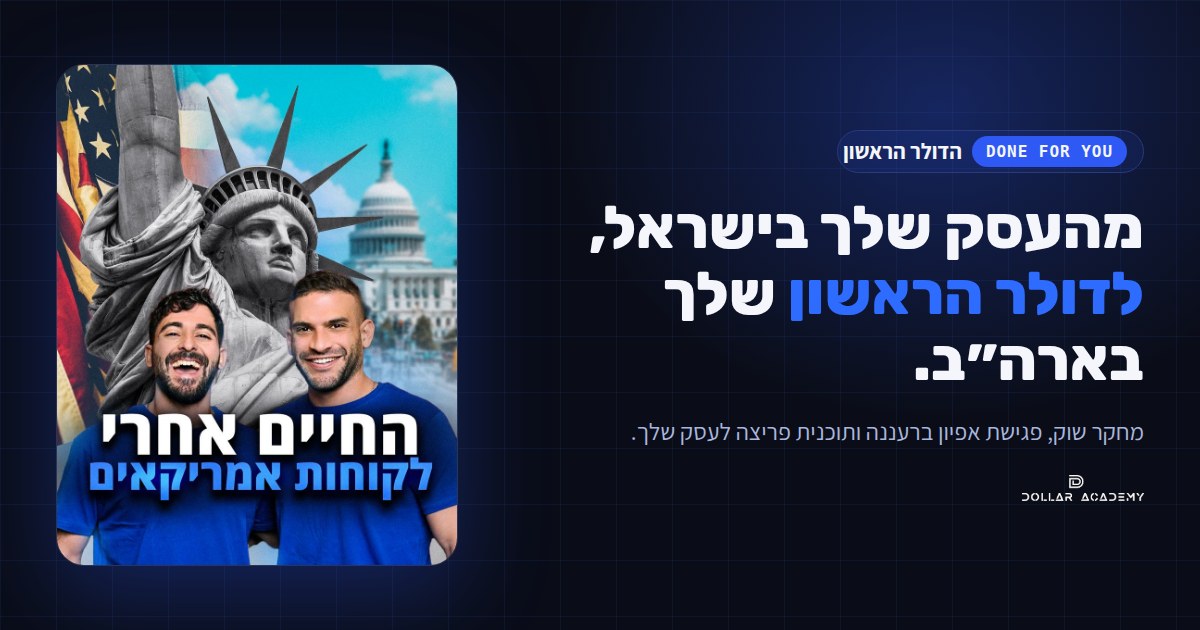 DONE FOR YOU הדולר הראשון
מהעסק שלך בישראל,
לדולר הראשון שלך
בארה״ב.
מחקר שוק, פגישת אפיון ברעננה ותוכנית פריצה לעסק שלך.
DOLLAR ACADEMY
החיים אחרי
לקוחות אמריקאים